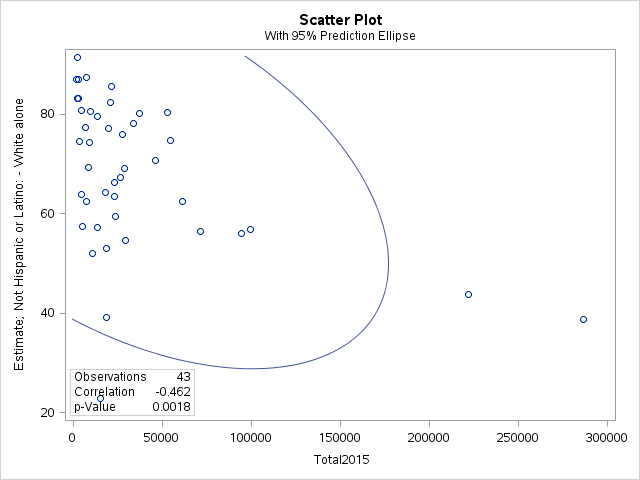 Scatter Plot
With 95% Prediction Ellipse
Estimate; Not Hispanic or Latino: - White alone
80
60
40
20
Observations 43
Correlation -0.462
p-Value 0.0018
0 50000 100000 150000 200000 250000 300000
Total2015